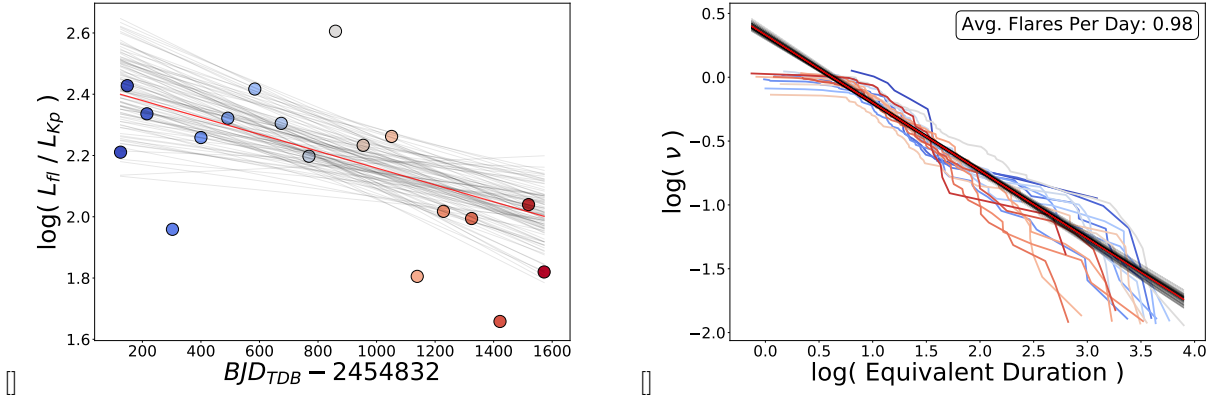 2.6
2.4
2.2
2.0
1.8
1.6
log( L_fl / L_Kp )
200 400 600 800 1000 1200 1400 1600
BJD_TDB − 2454832
[]
Avg. Flares Per Day: 0.98
0.5
0.0
−0.5
−1.0
−1.5
−2.0
log( ν )
0.0 0.5 1.0 1.5 2.0 2.5 3.0 3.5 4.0
log( Equivalent Duration )
[]